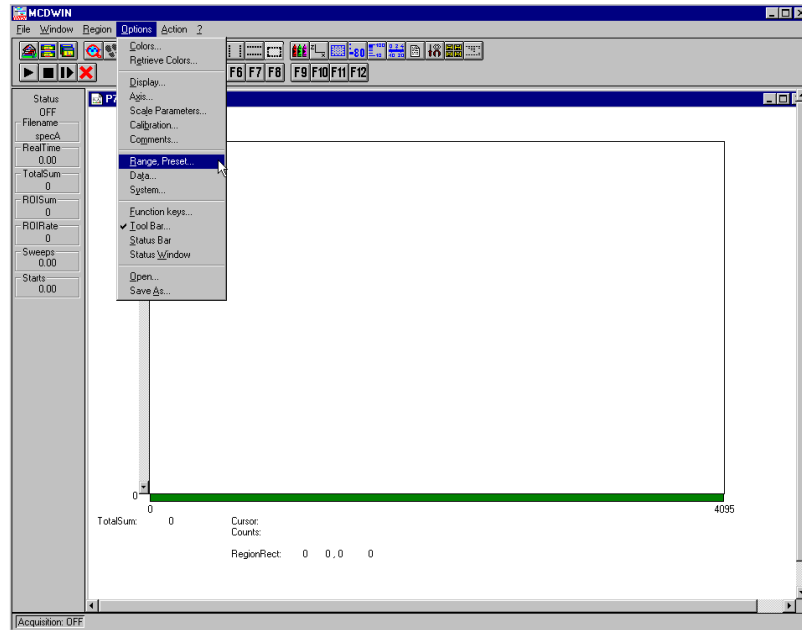 MCDWIN
File Window Region Options Action ?
F6 F7 F8 F9 F10 F11 F12
Colors...
Retrieve Colors...
Display...
Axis...
Scale Parameters...
Calibration...
Comments...
Range, Preset...
Data...
System...
Function keys...
Tool Bar...
Status Bar
Status Window
Open...
Save As...
Status
OFF
Filename
specA
RealTime
0.00
TotalSum
0
ROISum
0
ROIRate
0
Sweeps
0.00
Starts
0.00
P7
0
0 4095
TotalSum: 0 Cursor:
Counts:
RegionRect: 0 0 , 0 0
Acquisition: OFF